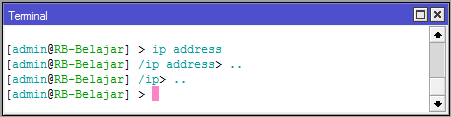 Terminal
[admin@RB-Belajar] > ip address
[admin@RB-Belajar] /ip address> ..
[admin@RB-Belajar] /ip> ..
[admin@RB-Belajar] >